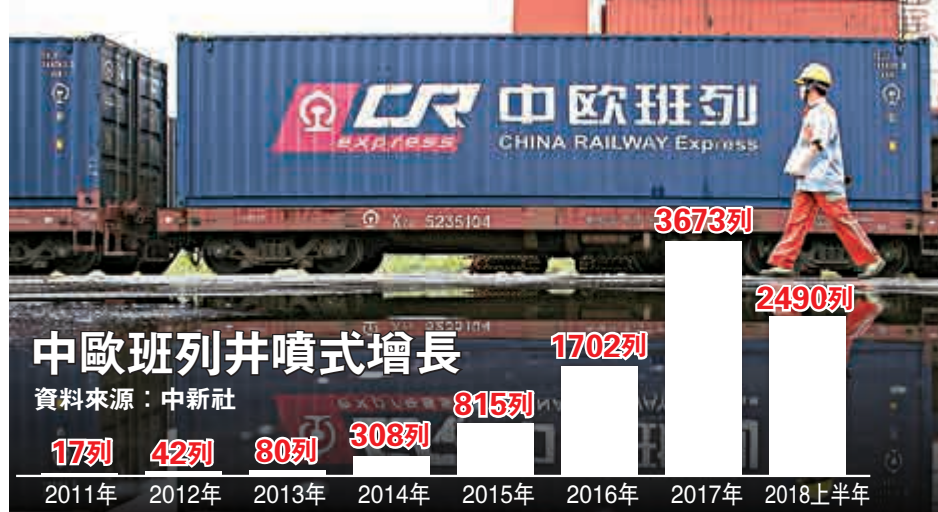 CR
express
中欧班列
CHINA RAILWAY Express
5235104
3673列
2490列
中歐班列井噴式增長
1702列
資料來源：中新社
815列
308列
17列
42列
80列
2011年
2012年
2013年
2014年
2015年
2016年
2017年
2018上半年